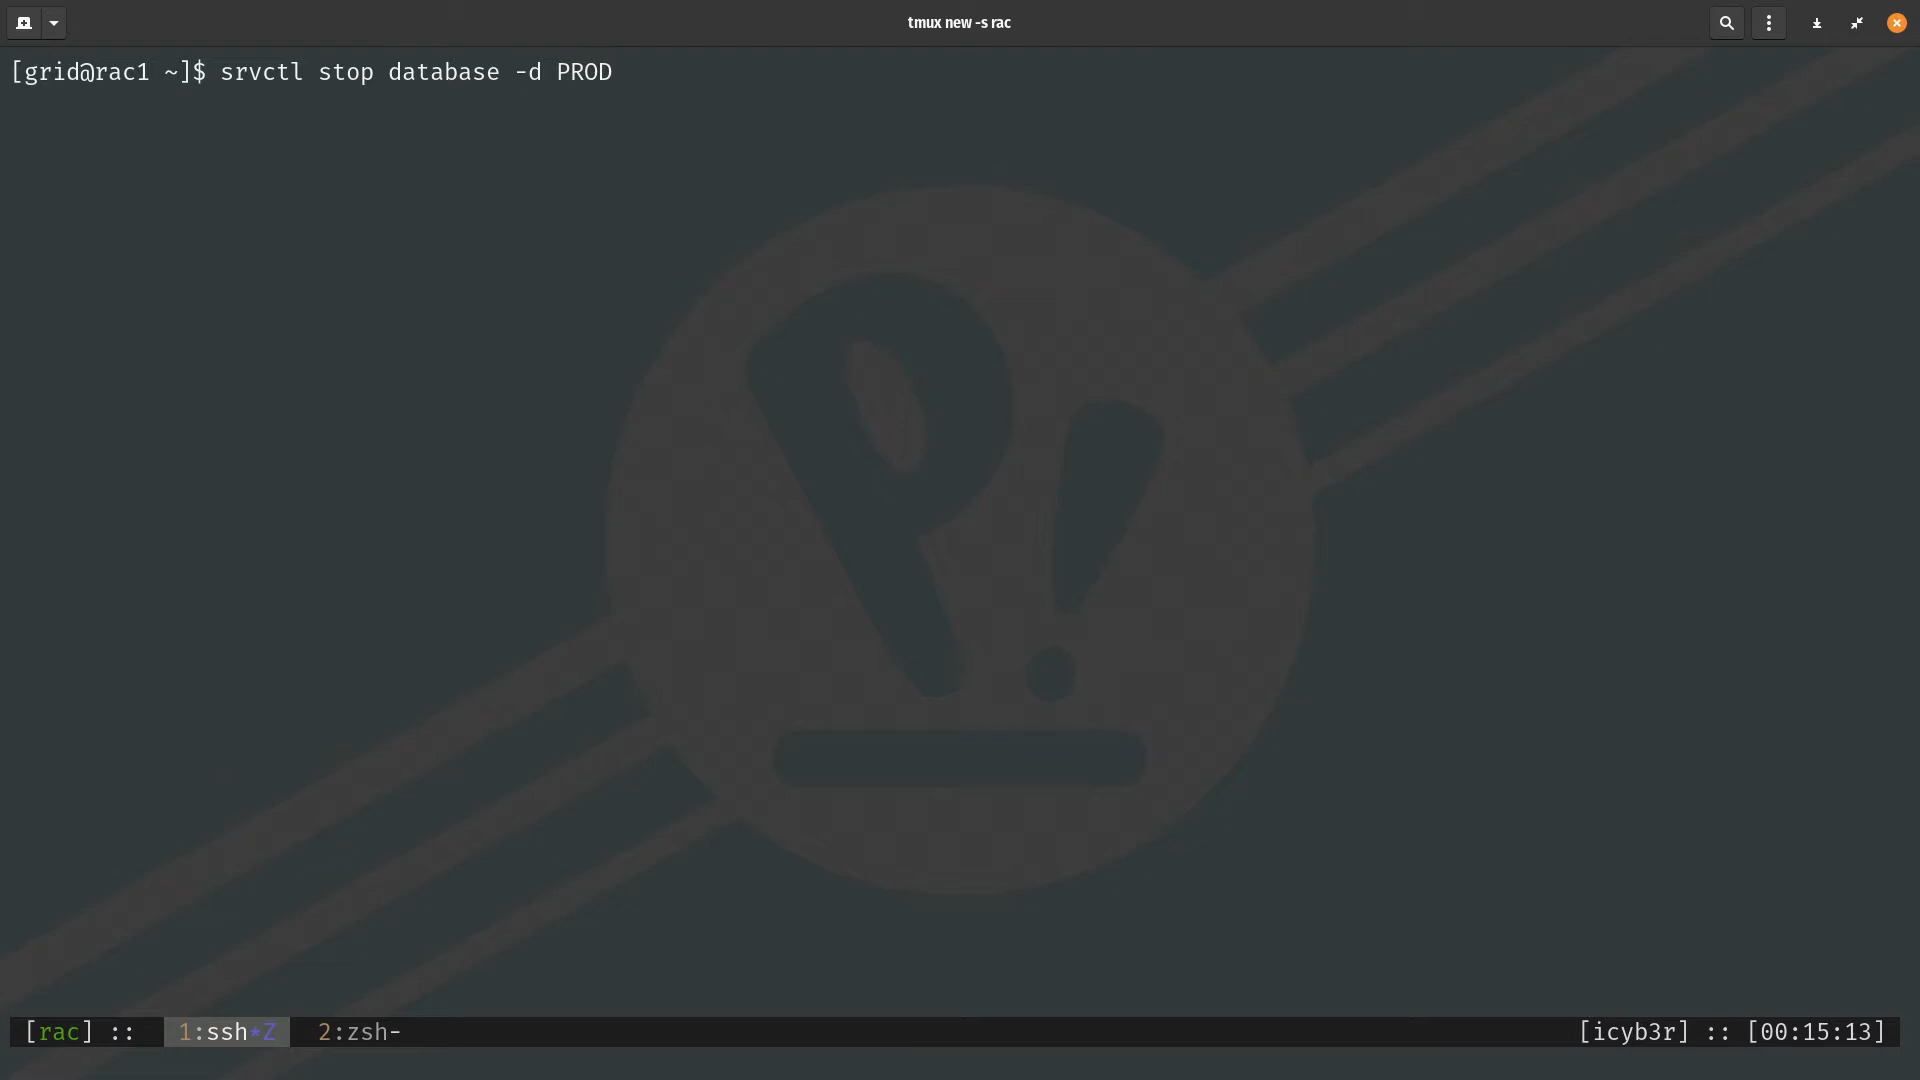 tmux new -s rac
[grid@rac1 ~]$ srvctl stop database -d PROD
[rac] :: 1:ssh*Z 2:zsh- [icyb3r] :: [00:15:13]